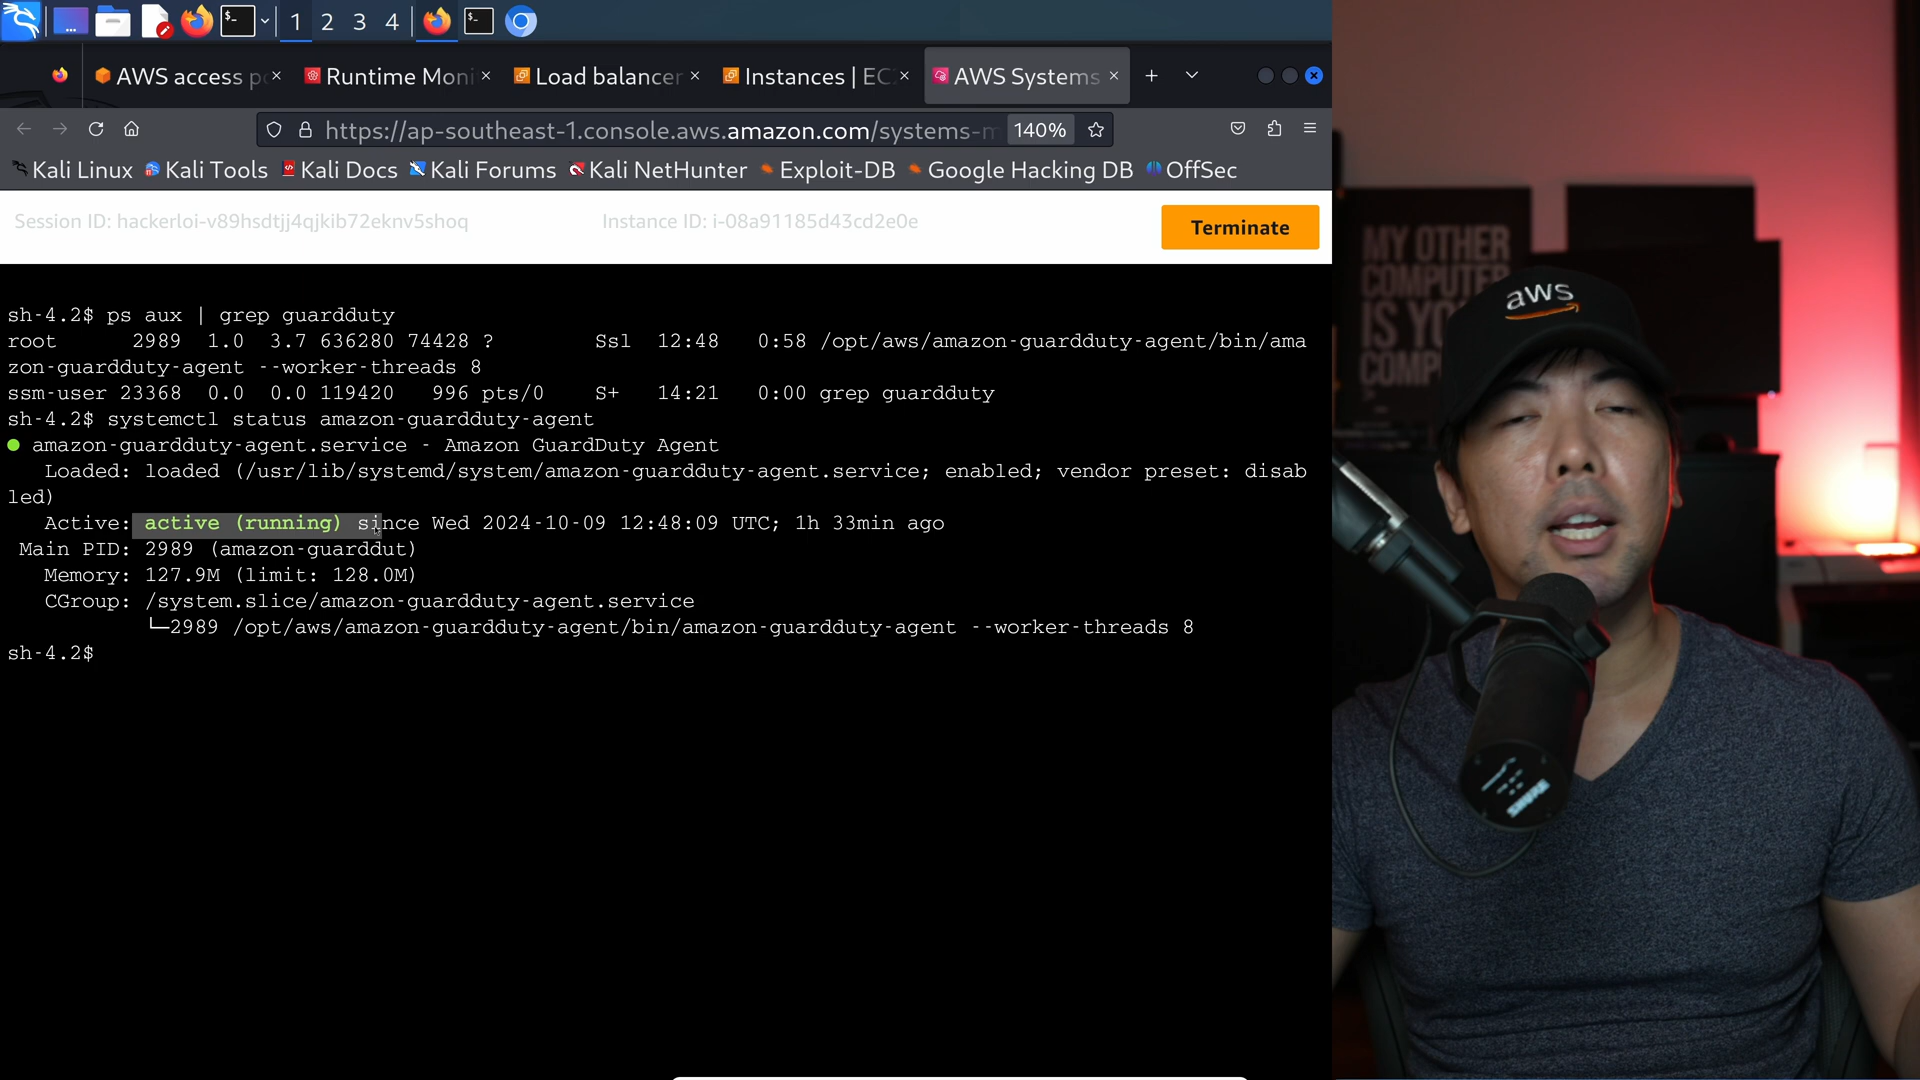 1 2 3 4
AWS access p
Runtime Moni
Load balancer
Instances | EC
AWS Systems
https://ap-southeast-1.console.aws.amazon.com/systems-m
140%
Kali Linux
Kali Tools
Kali Docs
Kali Forums
Kali NetHunter
Exploit-DB
Google Hacking DB
OffSec
Session ID: hackerloi-v89hsdtjj4qjkib72eknv5shoq
Instance ID: i-08a91185d43cd2e0e
Terminate
sh-4.2$ ps aux | grep guardduty
root 2989 1.0 3.7 636280 74428 ? Ssl 12:48 0:58 /opt/aws/amazon-guardduty-agent/bin/ama
zon-guardduty-agent --worker-threads 8
ssm-user 23368 0.0 0.0 119420 996 pts/0 S+ 14:21 0:00 grep guardduty
sh-4.2$ systemctl status amazon-guardduty-agent
● amazon-guardduty-agent.service - Amazon GuardDuty Agent
Loaded: loaded (/usr/lib/systemd/system/amazon-guardduty-agent.service; enabled; vendor preset: disab
led)
Active: active (running) since Wed 2024-10-09 12:48:09 UTC; 1h 33min ago
Main PID: 2989 (amazon-guarddut)
Memory: 127.9M (limit: 128.0M)
CGroup: /system.slice/amazon-guardduty-agent.service
└─2989 /opt/aws/amazon-guardduty-agent/bin/amazon-guardduty-agent --worker-threads 8
sh-4.2$
MY OTHER
COMPUTER
IS YO
COMP
aws
SHURE